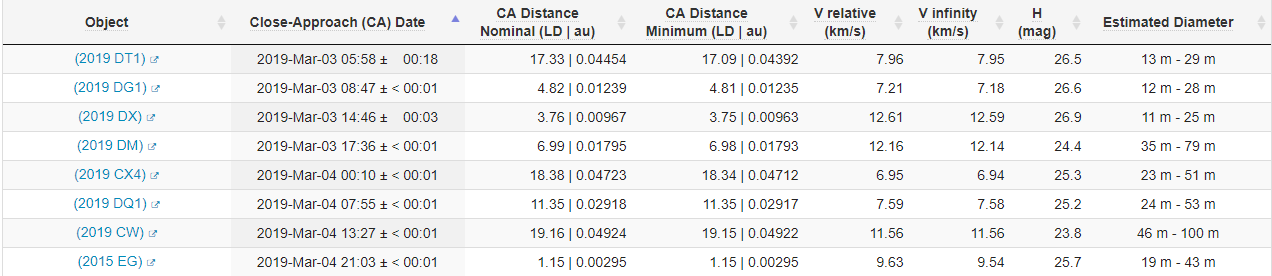 Object Close-Approach (CA) Date CA Distance Nominal (LD | au) CA Distance Minimum (LD | au) V relative (km/s) V infinity (km/s) H (mag) Estimated Diameter
(2019 DT1) 2019-Mar-03 05:58 ± 00:18 17.33 | 0.04454 17.09 | 0.04392 7.96 7.95 26.5 13 m - 29 m
(2019 DG1) 2019-Mar-03 08:47 ± < 00:01 4.82 | 0.01239 4.81 | 0.01235 7.21 7.18 26.6 12 m - 28 m
(2019 DX) 2019-Mar-03 14:46 ± 00:03 3.76 | 0.00967 3.75 | 0.00963 12.61 12.59 26.9 11 m - 25 m
(2019 DM) 2019-Mar-03 17:36 ± < 00:01 6.99 | 0.01795 6.98 | 0.01793 12.16 12.14 24.4 35 m - 79 m
(2019 CX4) 2019-Mar-04 00:10 ± < 00:01 18.38 | 0.04723 18.34 | 0.04712 6.95 6.94 25.3 23 m - 51 m
(2019 DQ1) 2019-Mar-04 07:55 ± < 00:01 11.35 | 0.02918 11.35 | 0.02917 7.59 7.58 25.2 24 m - 53 m
(2019 CW) 2019-Mar-04 13:27 ± < 00:01 19.16 | 0.04924 19.15 | 0.04922 11.56 11.56 23.8 46 m - 100 m
(2015 EG) 2019-Mar-04 21:03 ± < 00:01 1.15 | 0.00295 1.15 | 0.00295 9.63 9.54 25.7 19 m - 43 m